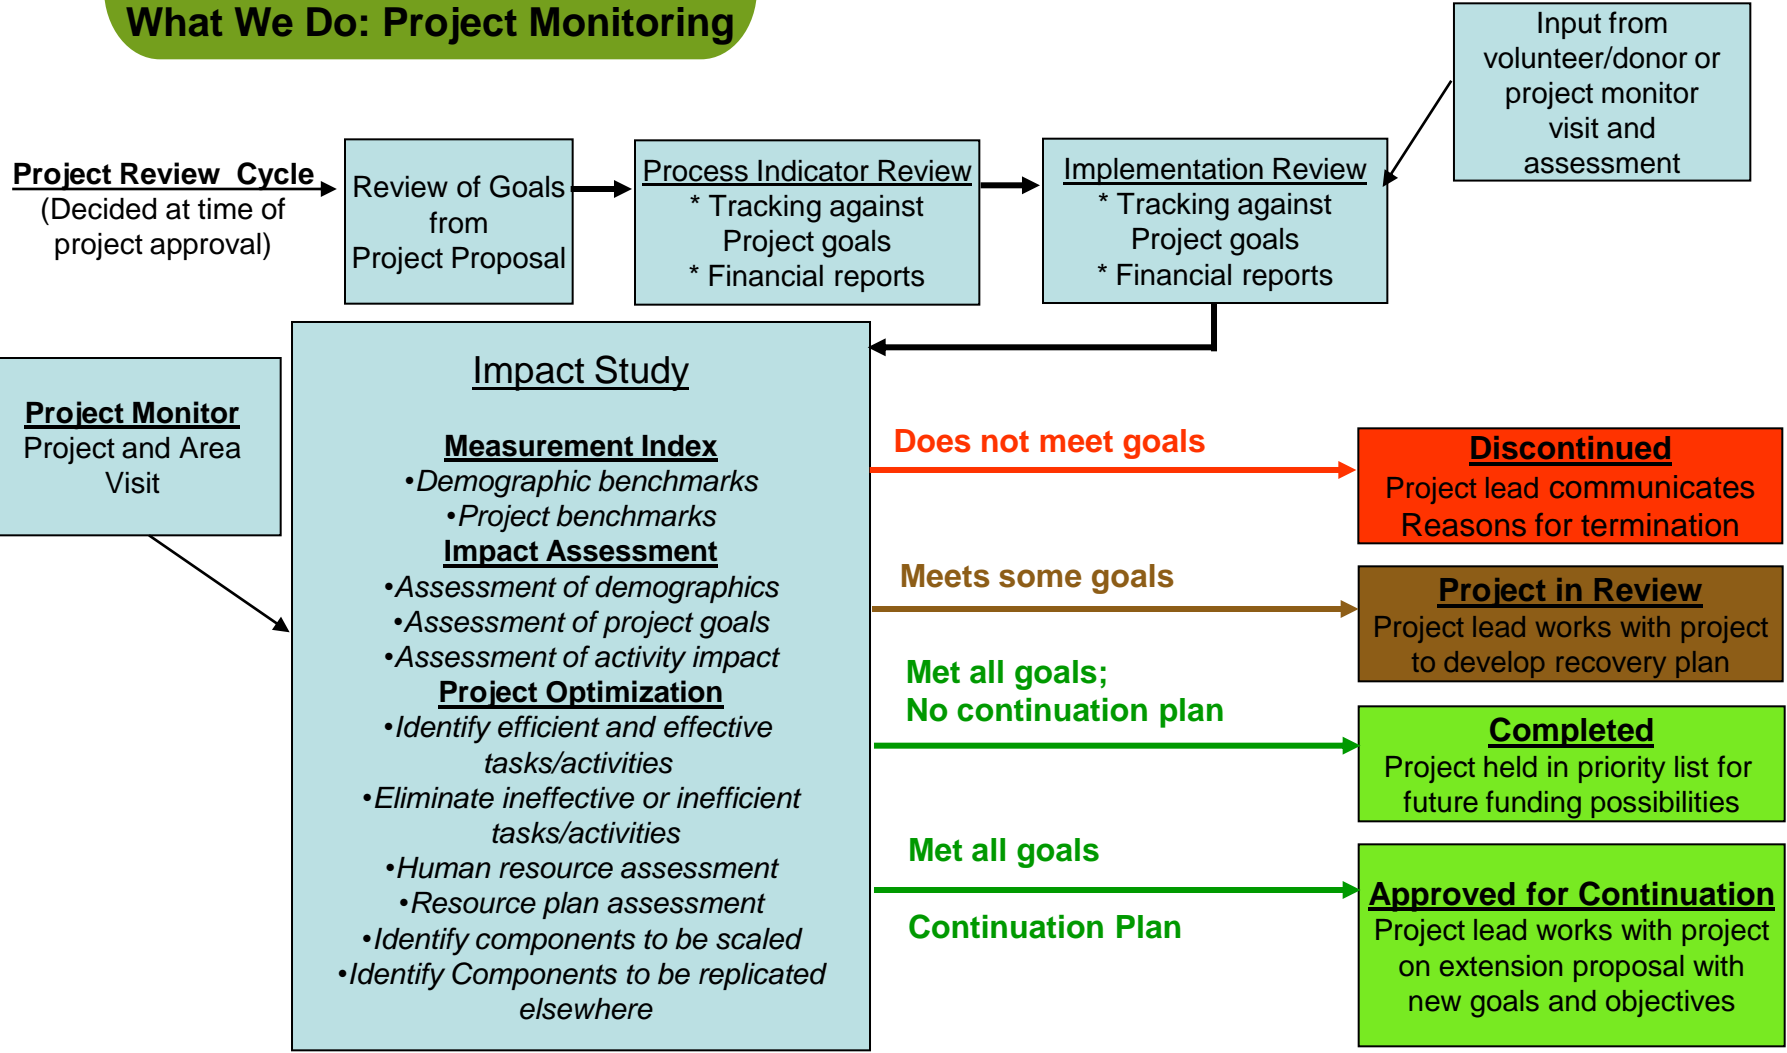 What We Do: Project Monitoring
Input from
volunteer/donor or
project monitor
visit and
assessment
Project Review Cycle
(Decided at time of
project approval)
Review of Goals
from
Project Proposal
Process Indicator Review
* Tracking against
Project goals
* Financial reports
Implementation Review
* Tracking against
Project goals
* Financial reports
Project Monitor
Project and Area
Visit
Impact Study
Measurement Index
•Demographic benchmarks
•Project benchmarks
Impact Assessment
•Assessment of demographics
•Assessment of project goals
•Assessment of activity impact
Project Optimization
•Identify efficient and effective
tasks/activities
•Eliminate ineffective or inefficient
tasks/activities
•Human resource assessment
•Resource plan assessment
•Identify components to be scaled
•Identify Components to be replicated
elsewhere
Does not meet goals
Discontinued
Project lead communicates
Reasons for termination
Meets some goals
Project in Review
Project lead works with project
to develop recovery plan
Met all goals;
No continuation plan
Completed
Project held in priority list for
future funding possibilities
Met all goals
Continuation Plan
Approved for Continuation
Project lead works with project
on extension proposal with
new goals and objectives